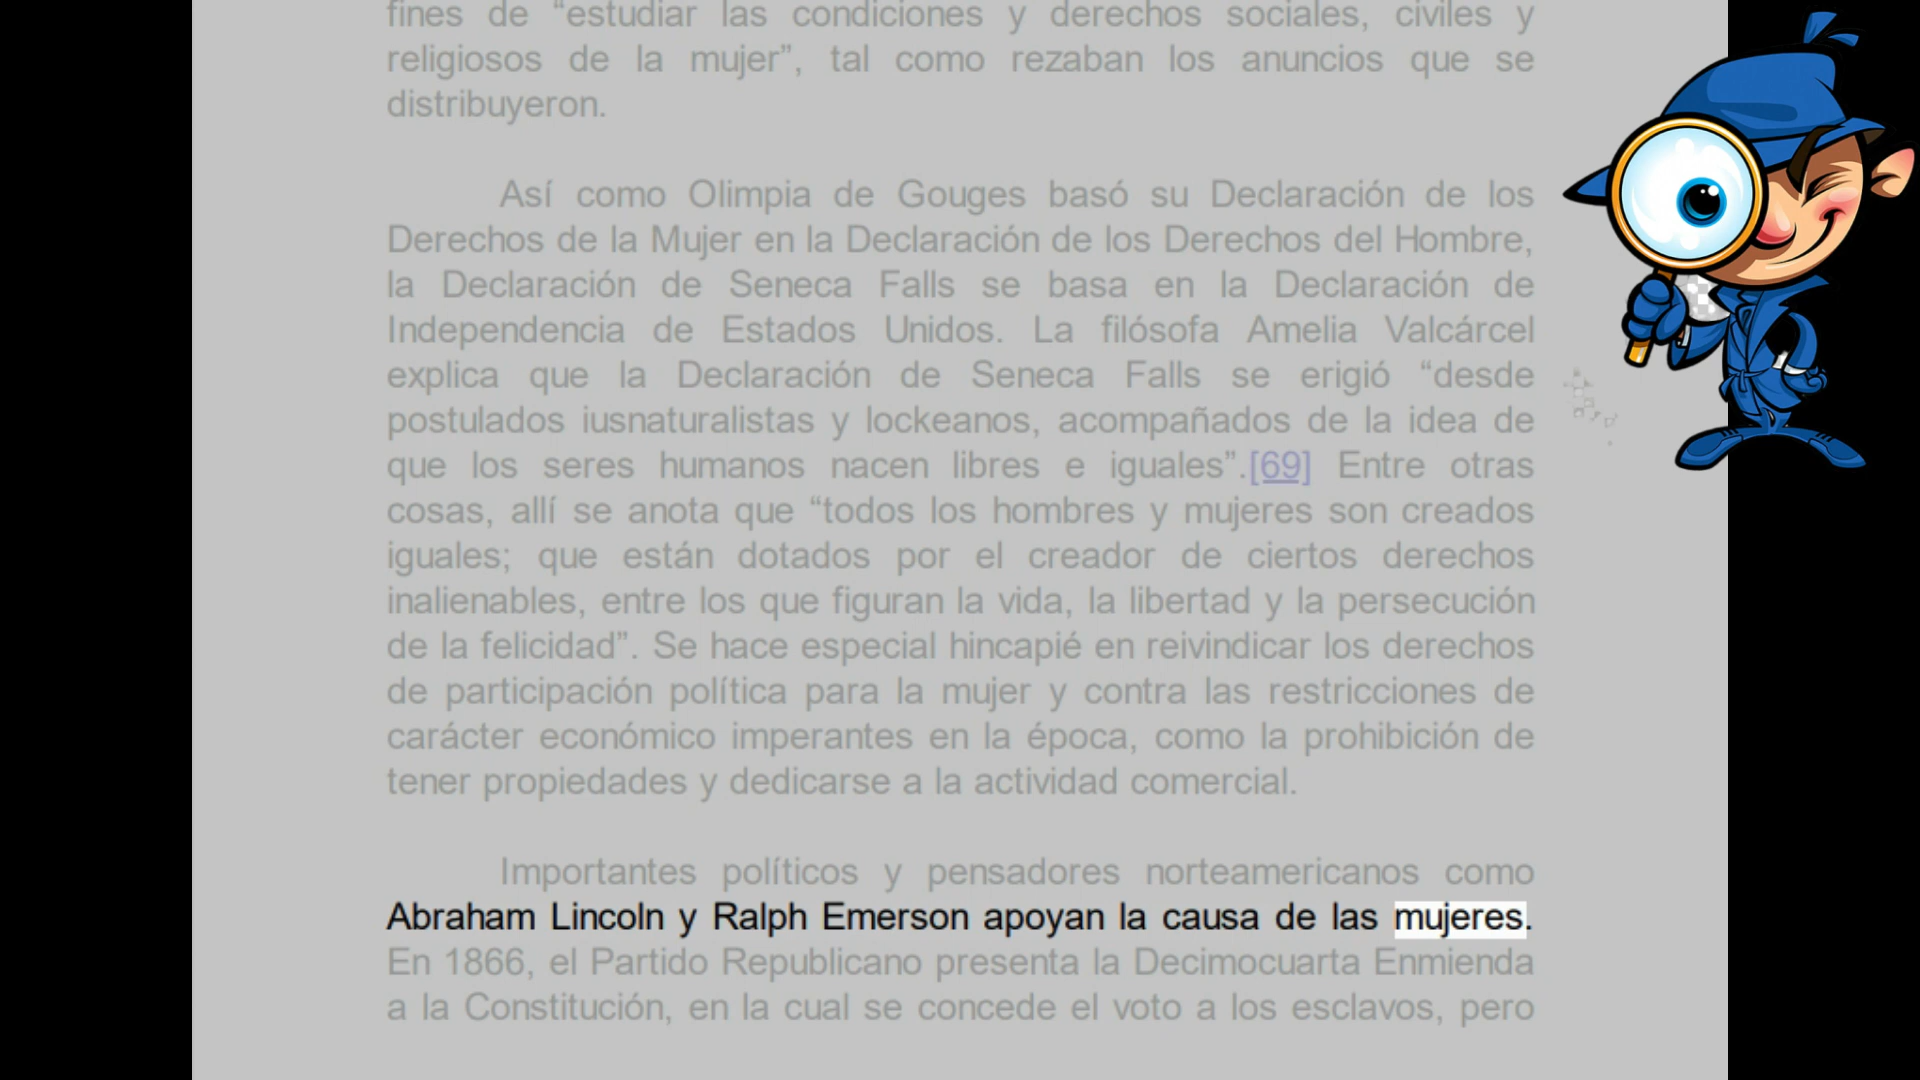 fines de “estudiar las condiciones y derechos sociales, civiles y
religiosos de la mujer”, tal como rezaban los anuncios que se
distribuyeron.
Así como Olimpia de Gouges basó su Declaración de los
Derechos de la Mujer en la Declaración de los Derechos del Hombre,
la Declaración de Seneca Falls se basa en la Declaración de
Independencia de Estados Unidos. La filósofa Amelia Valcárcel
explica que la Declaración de Seneca Falls se erigió “desde
postulados iusnaturalistas y lockeanos, acompañados de la idea de
que los seres humanos nacen libres e iguales”.[69] Entre otras
cosas, allí se anota que “todos los hombres y mujeres son creados
iguales; que están dotados por el creador de ciertos derechos
inalienables, entre los que figuran la vida, la libertad y la persecución
de la felicidad”. Se hace especial hincapié en reivindicar los derechos
de participación política para la mujer y contra las restricciones de
carácter económico imperantes en la época, como la prohibición de
tener propiedades y dedicarse a la actividad comercial.
Importantes políticos y pensadores norteamericanos como
Abraham Lincoln y Ralph Emerson apoyan la causa de las mujeres.
En 1866, el Partido Republicano presenta la Decimocuarta Enmienda
a la Constitución, en la cual se concede el voto a los esclavos, pero